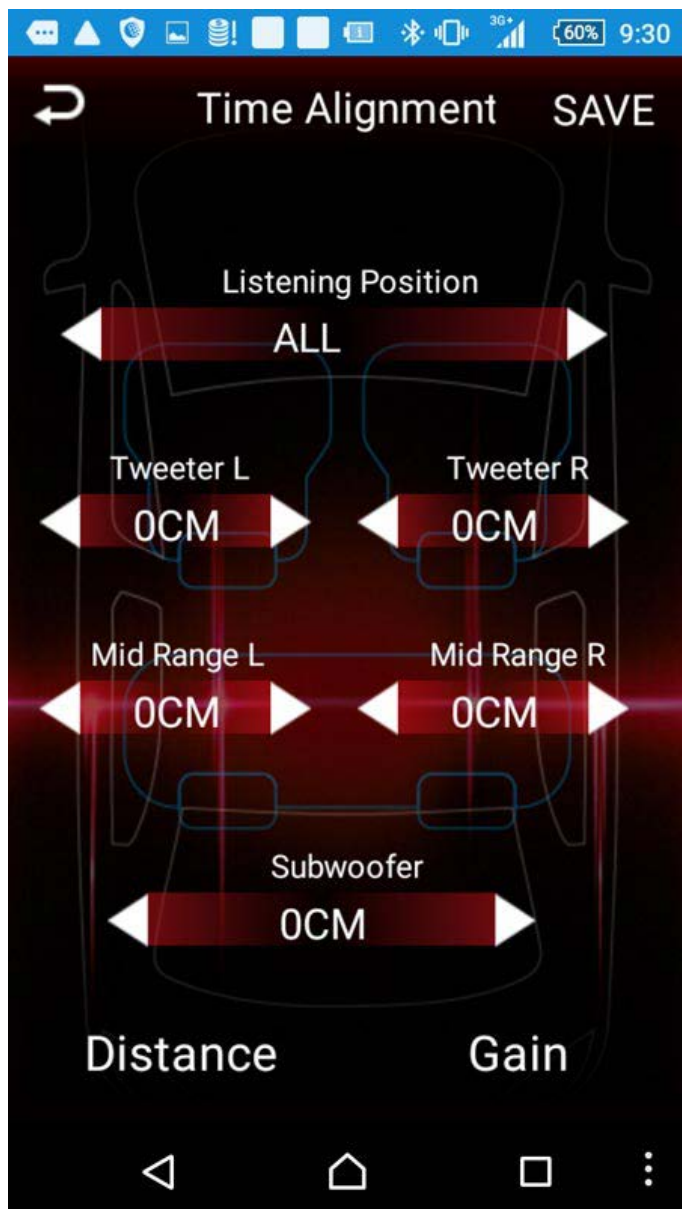 3G+ 60% 9:30
Time Alignment SAVE
Listening Position
ALL
Tweeter L Tweeter R
0CM 0CM
Mid Range L Mid Range R
0CM 0CM
Subwoofer
0CM
Distance Gain